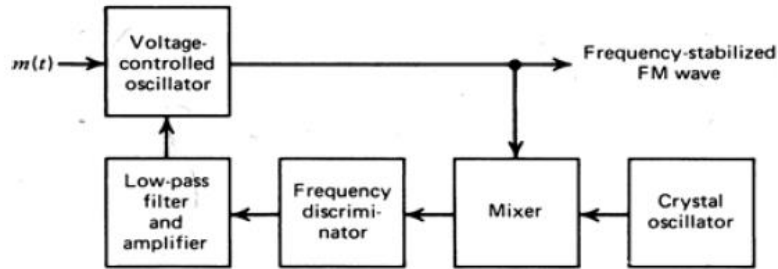 Voltage-
controlled
oscillator
m(t)
Frequency-stabilized
FM wave
Low-pass
filter
and
amplifier
Frequency
discrimi-
nator
Mixer
Crystal
oscillator